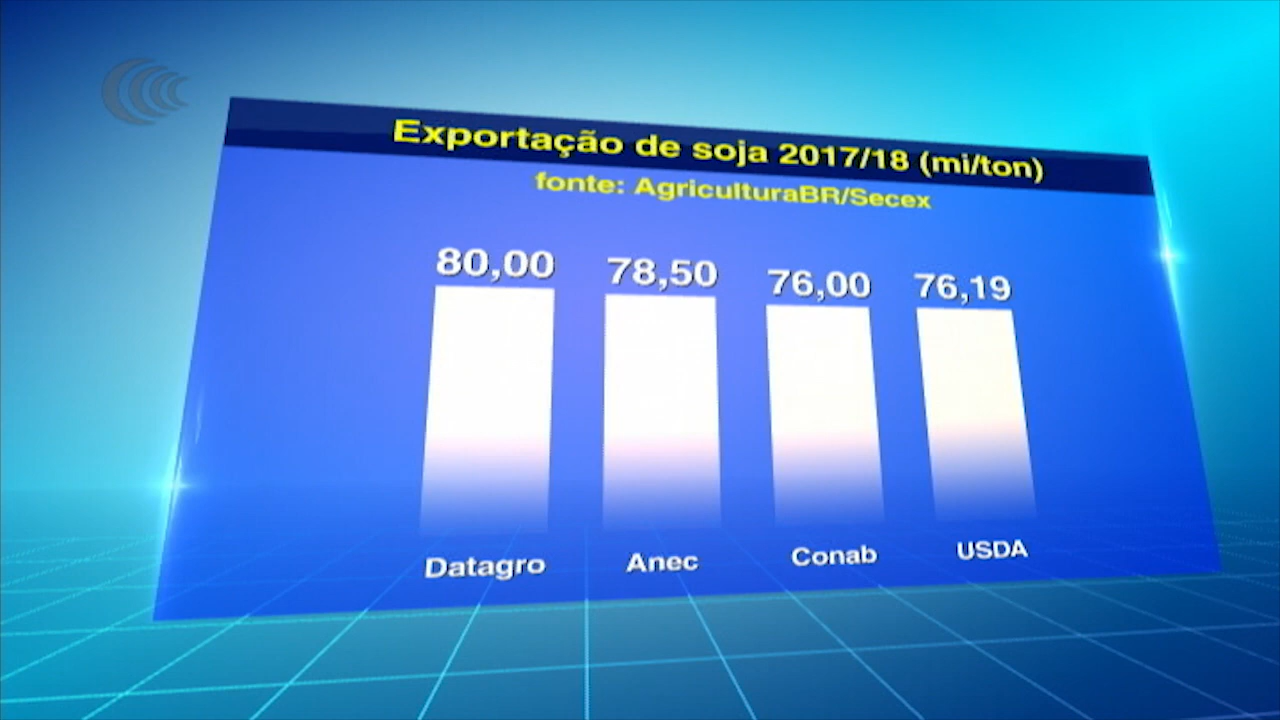 Exportação de soja 2017/18 (mi/ton)
fonte: AgriculturaBR/Secex
80,00 78,50 76,00 76,19
Datagro Anec Conab USDA